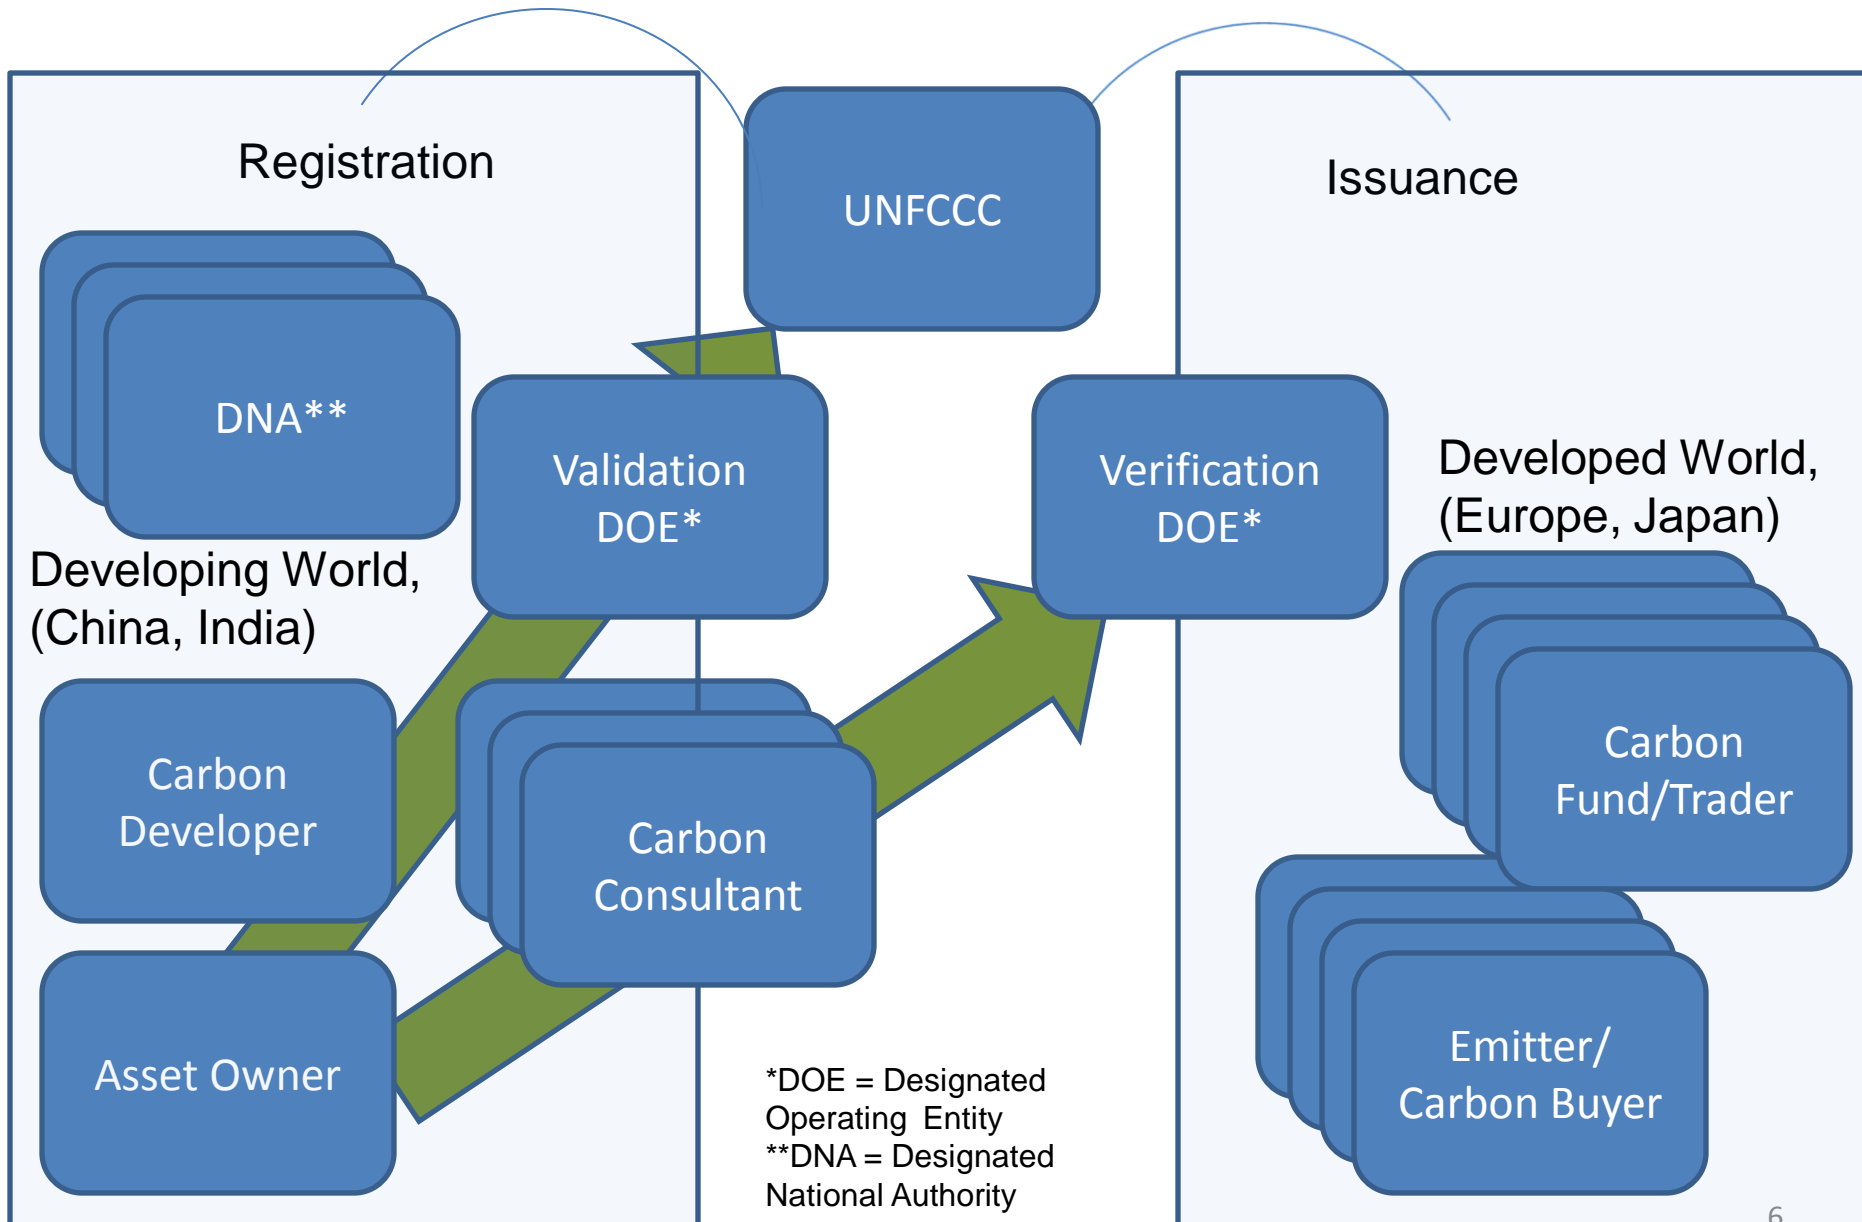 Registration
UNFCCC
Issuance
DNA**
Validation
DOE*
Verification
DOE*
Developed World,
(Europe, Japan)
Developing World,
(China, India)
Carbon
Developer
Carbon
Consultant
Carbon
Fund/Trader
Asset Owner
Emitter/
Carbon Buyer
*DOE = Designated
Operating Entity
**DNA = Designated
National Authority
6